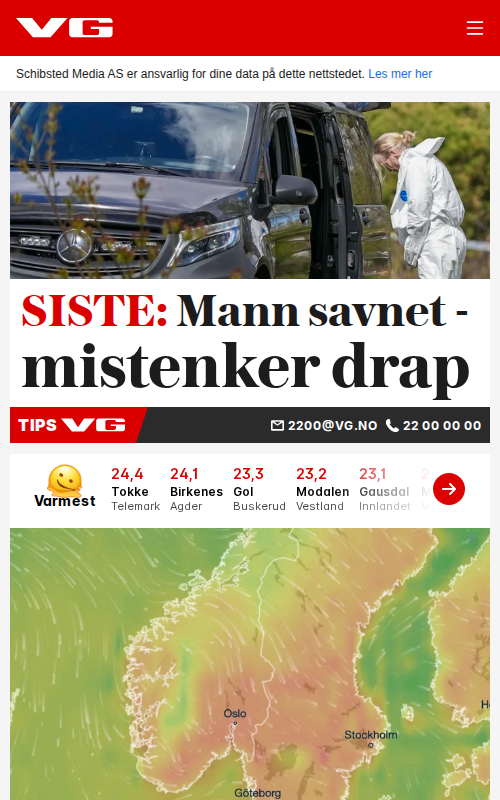 VG
Schibsted Media AS er ansvarlig for dine data på dette nettstedet. Les mer her
SISTE: Mann savnet -
mistenker drap
TIPS VG 2200@VG.NO 22 00 00 00
Varmest
24,4 24,1 23,3 23,2 23,1
Tokke Birkenes Gol Modalen Gausdal
Telemark Agder Buskerud Vestland Innlandet
Oslo
Stockholm
Göteborg